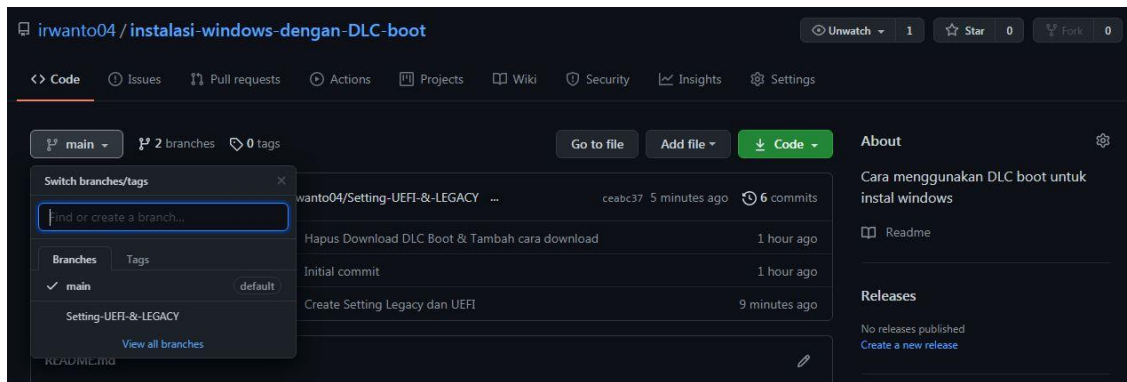 irwanto04 / instalasi-windows-dengan-DLC-boot
Unwatch 1 Star 0 Fork 0
Code Issues Pull requests Actions Projects Wiki Security Insights Settings
main 2 branches 0 tags Go to file Add file Code
Switch branches/tags
Find or create a branch...
Branches Tags
main default
Setting-UEFI-&-LEGACY
View all branches
wanto04/Setting-UEFI-&-LEGACY ... ceabc37 5 minutes ago 6 commits
Hapus Download DLC Boot & Tambah cara download 1 hour ago
Initial commit 1 hour ago
Create Setting Legacy dan UEFI 9 minutes ago
README.md
About
Cara menggunakan DLC boot untuk
instal windows
Readme
Releases
No releases published
Create a new release